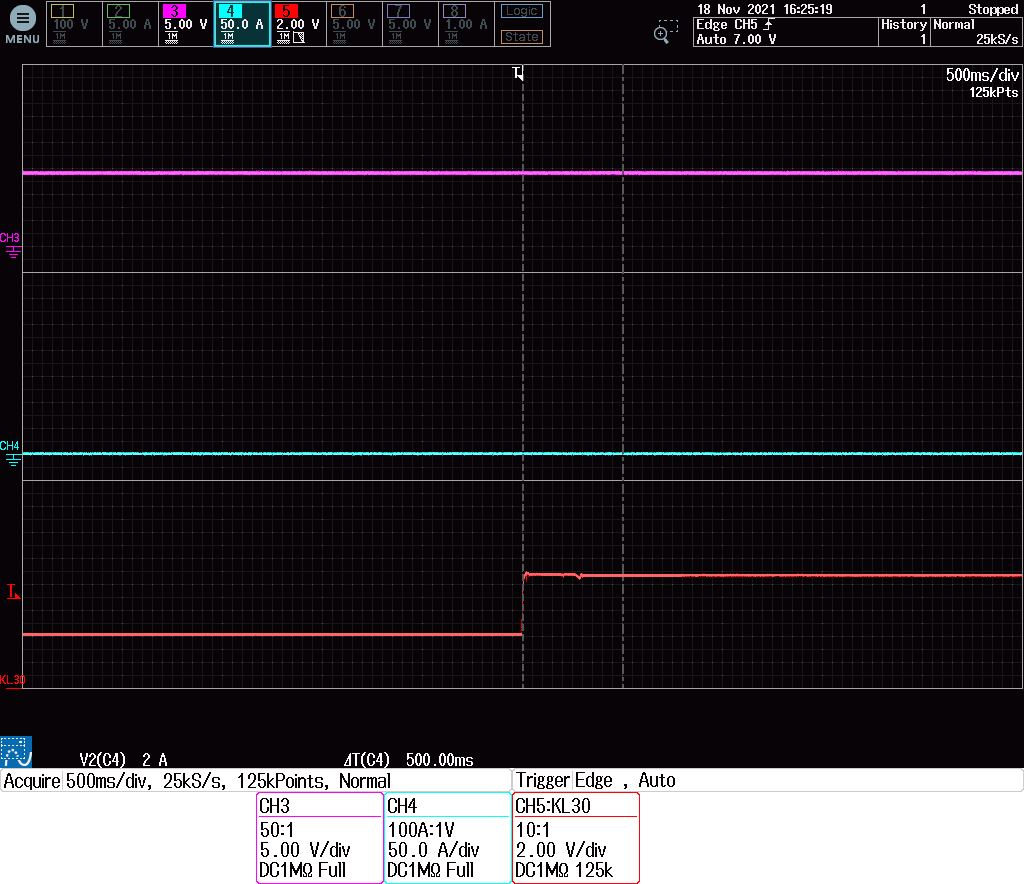 MENU
1 100 V 1M
2 5.00 A 1M
3 5.00 V 1M
4 50.0 A 1M
5 2.00 V 1M
6 5.00 V 1M
7 5.00 V 1M
8 1.00 A 1M
Logic
State
18 Nov 2021 16:25:19 1 Stopped
Edge CH5 History Normal
Auto 7.00 V 1 25kS/s
T
500ms/div
125kPts
CH3
CH4
T
KL30
V2(C4) 2 A ΔT(C4) 500.00ms
Acquire 500ms/div, 25kS/s, 125kPoints, Normal Trigger Edge , Auto
CH3
50:1
5.00 V/div
DC1MΩ Full
CH4
100A:1V
50.0 A/div
DC1MΩ Full
CH5:KL30
10:1
2.00 V/div
DC1MΩ 125k